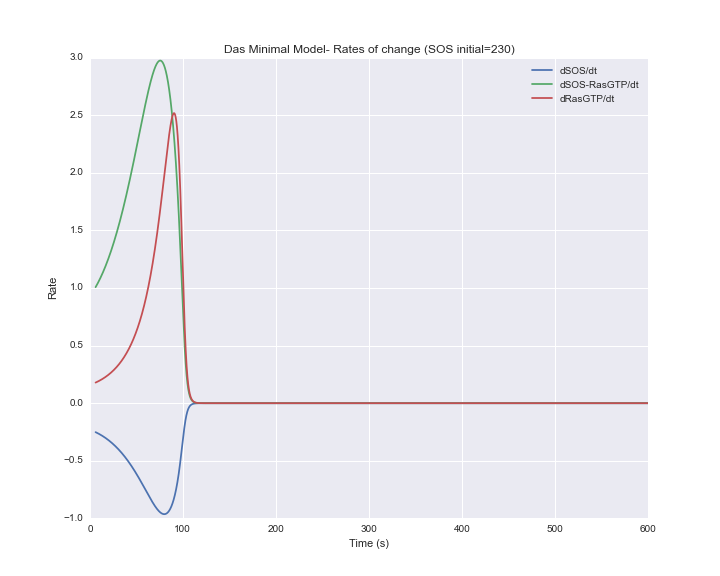 Das Minimal Model- Rates of change (SOS initial=230)
3.0
2.5
2.0
1.5
1.0
0.5
0.0
−0.5
−1.0
Rate
dSOS/dt
dSOS-RasGTP/dt
dRasGTP/dt
0 100 200 300 400 500 600
Time (s)